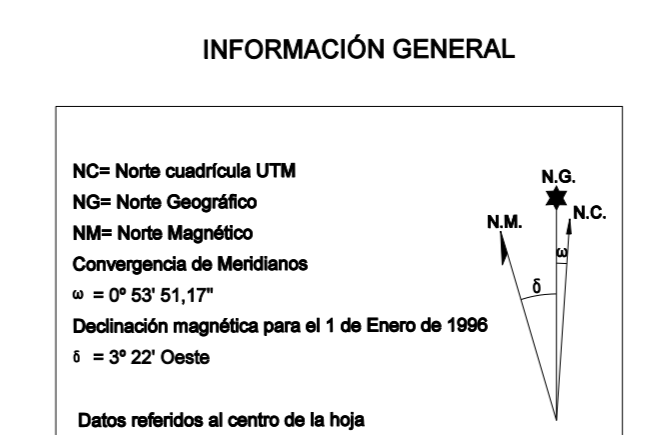 INFORMACIÓN GENERAL
NC= Norte cuadrícula UTM
NG= Norte Geográfico
NM= Norte Magnético
Convergencia de Meridianos
ω = 0º 53' 51,17"
Declinación magnética para el 1 de Enero de 1996
δ = 3º 22' Oeste
Datos referidos al centro de la hoja
N.G.
N.C.
N.M.
ω
δ